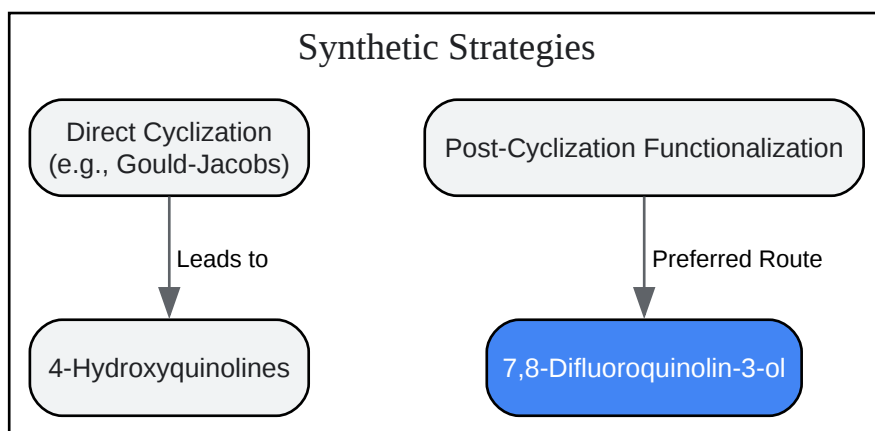 Synthetic Strategies
Direct Cyclization
(e.g., Gould-Jacobs)
Post-Cyclization Functionalization
Leads to
Preferred Route
4-Hydroxyquinolines
7,8-Difluoroquinolin-3-ol